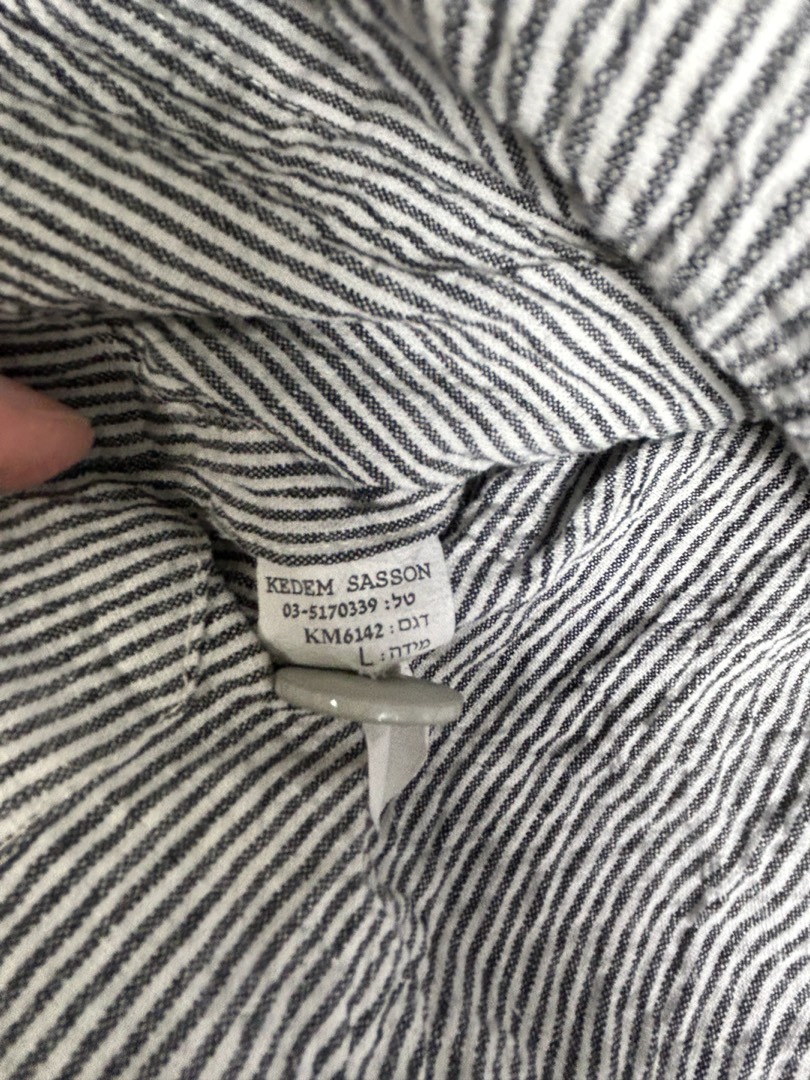 KEDEM SASSON
טל: 03-5170339
דגם: KM6142
מידה: L